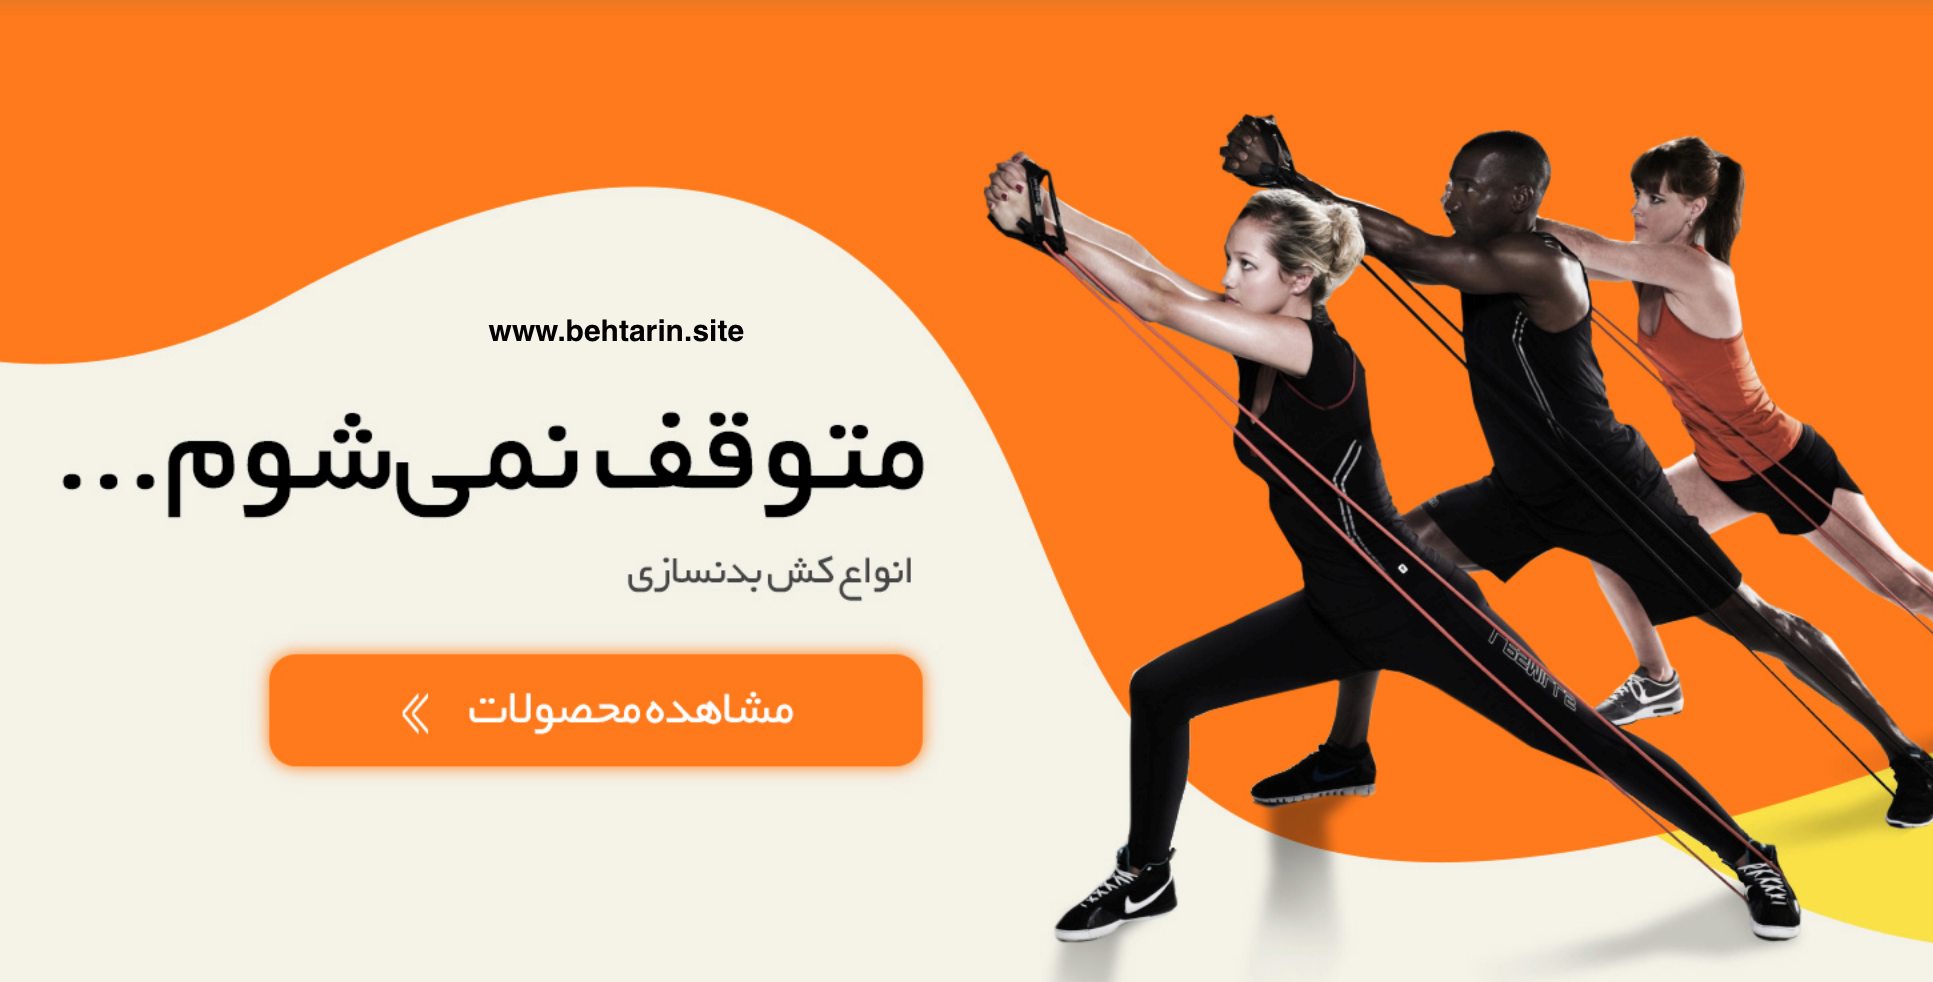 www.behtarin.site
متوقف نمی‌شوم...
انواع کش بدنسازی
مشاهده محصولات